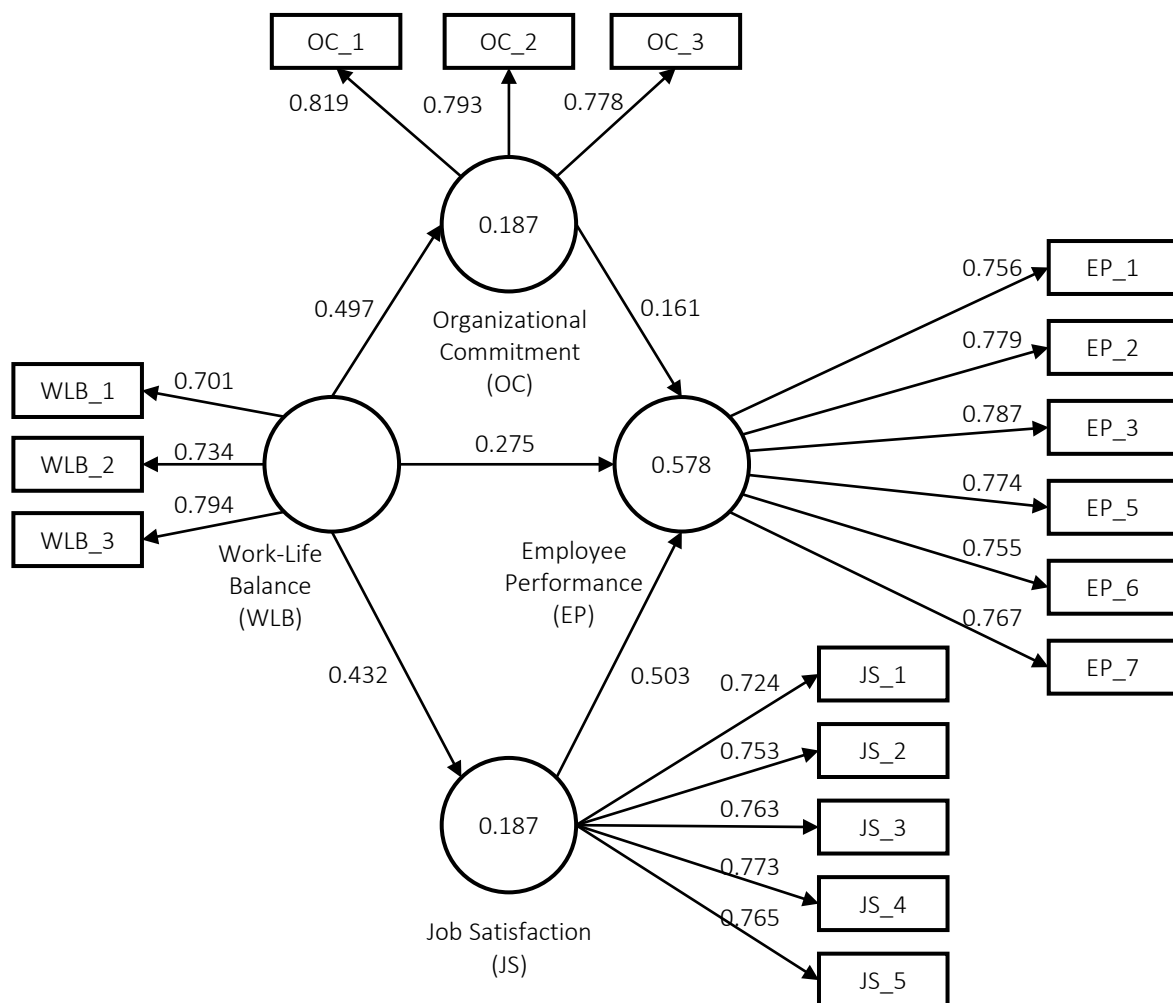 OC_1
OC_2
OC_3
0.819
0.793
0.778
0.187
Organizational
Commitment
(OC)
0.497
0.161
WLB_1
WLB_2
WLB_3
0.701
0.734
0.794
Work-Life
Balance
(WLB)
0.275
0.578
Employee
Performance
(EP)
0.756
0.779
0.787
0.774
0.755
0.767
EP_1
EP_2
EP_3
EP_5
EP_6
EP_7
0.432
0.503
0.187
Job Satisfaction
(JS)
0.724
0.753
0.763
0.773
0.765
JS_1
JS_2
JS_3
JS_4
JS_5